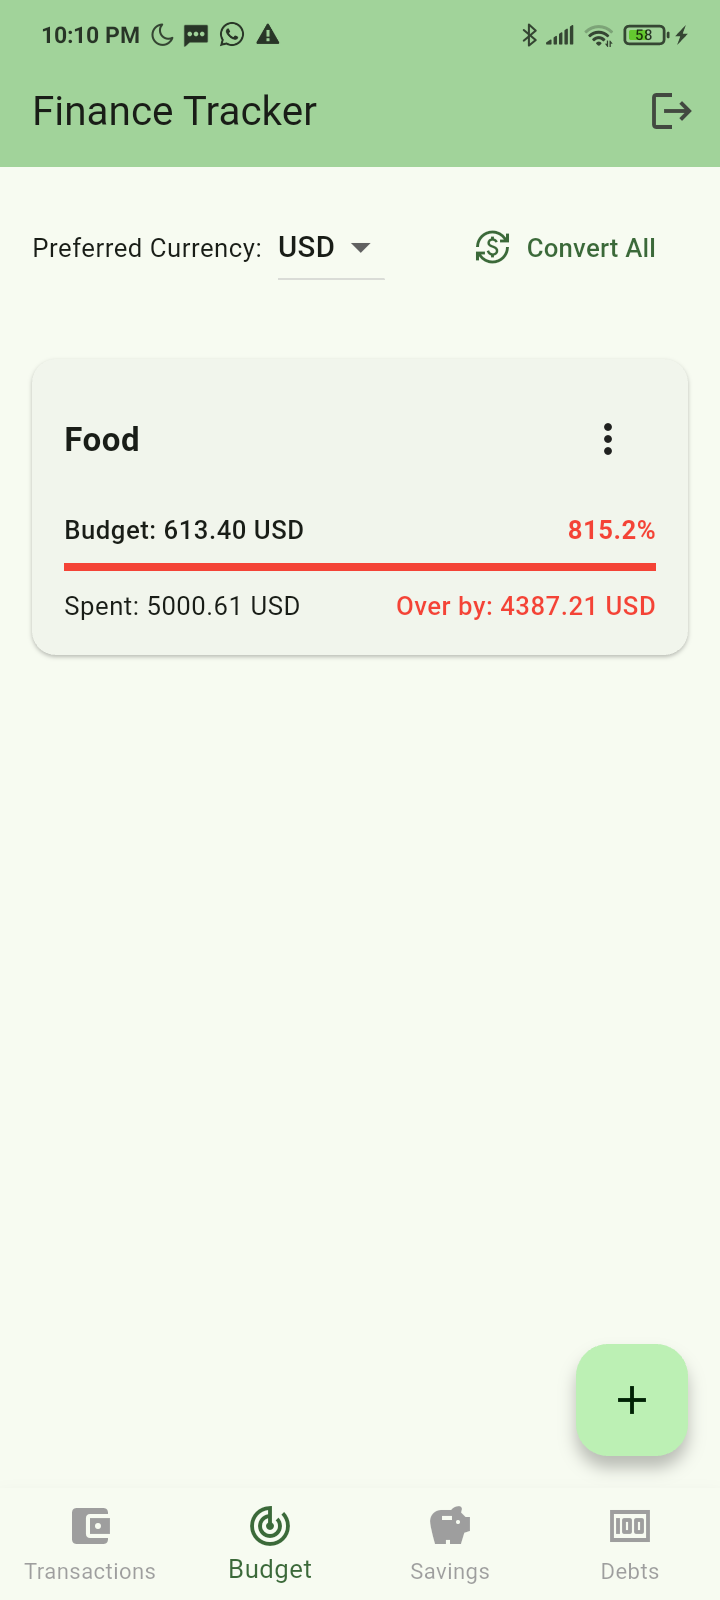 10:10 PM 58
Finance Tracker
Preferred Currency: USD Convert All
Food
Budget: 613.40 USD 815.2%
Spent: 5000.61 USD Over by: 4387.21 USD
Transactions Budget Savings Debts